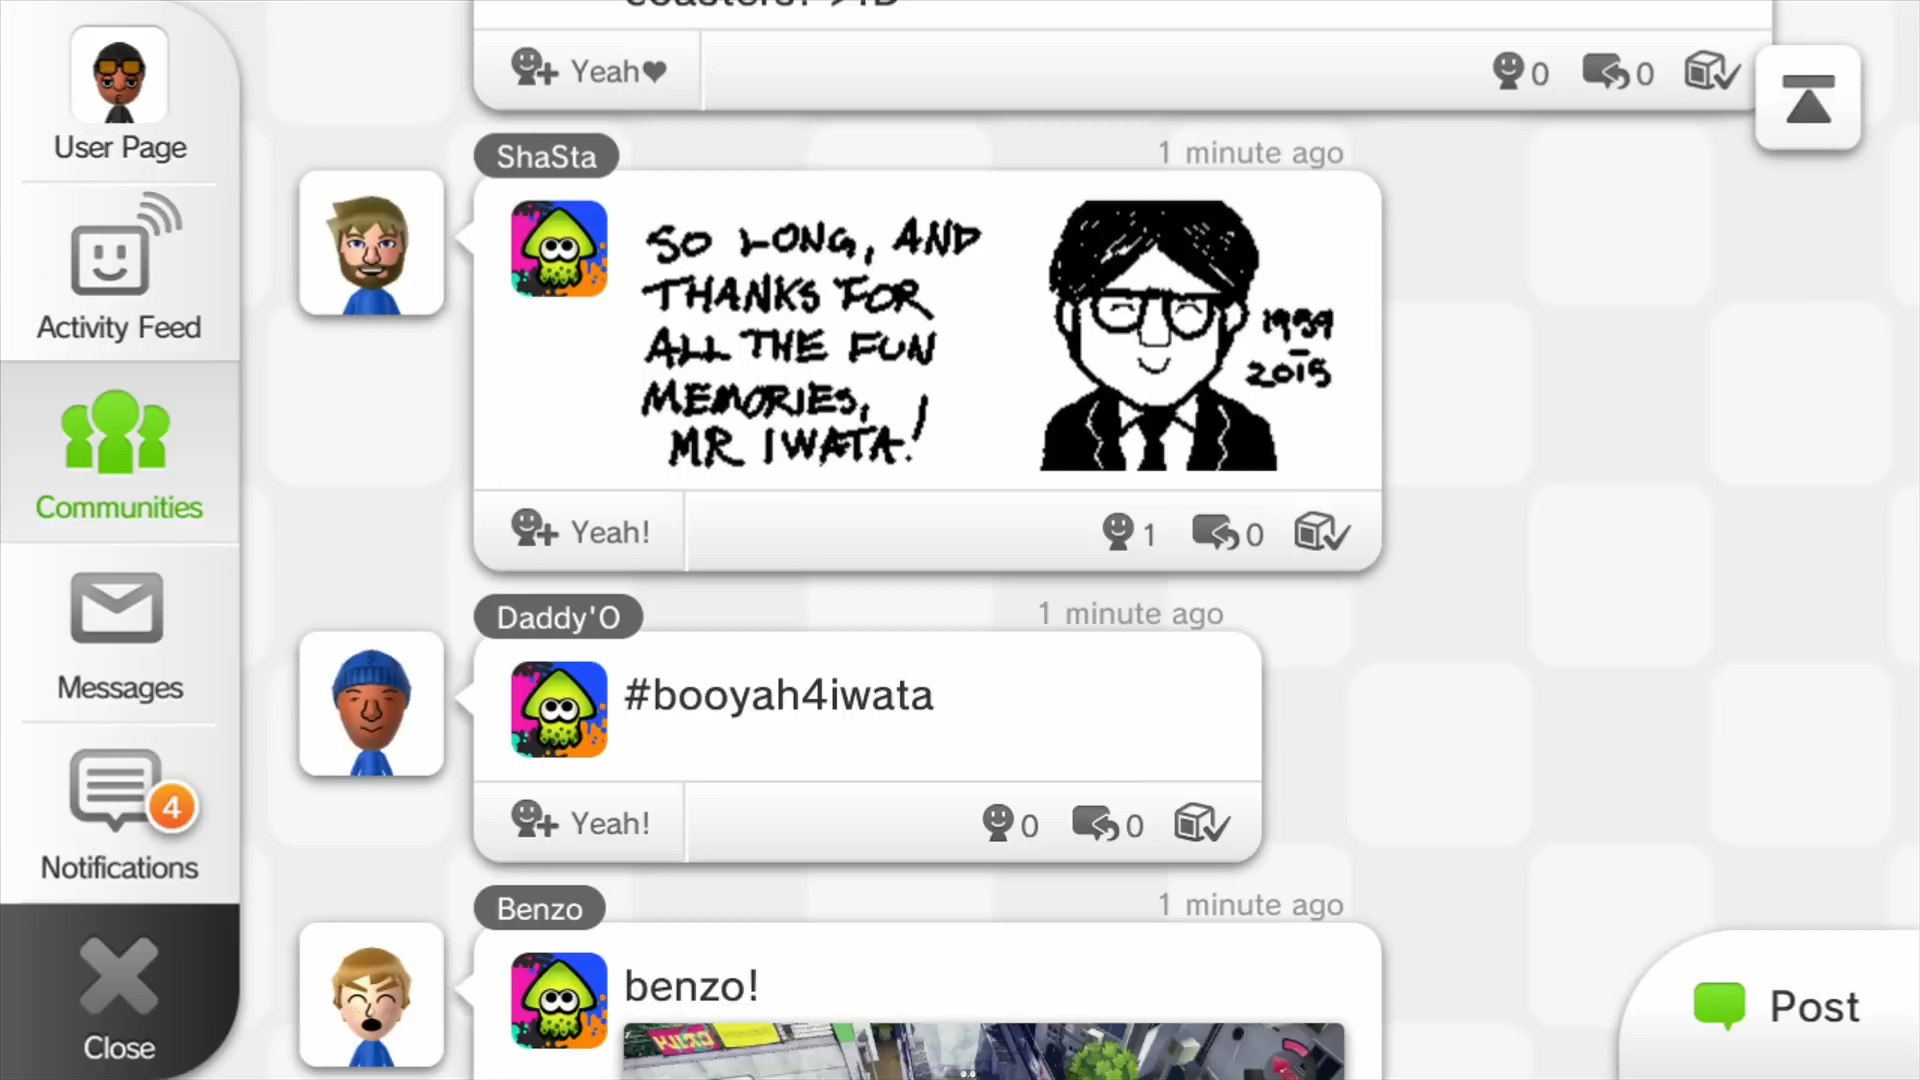 Yeah♥
0
0
User Page
ShaSta
1 minute ago
SO LONG, AND
THANKS FOR
ALL THE FUN
MEMORIES,
MR IWATA!
1959
–
2015
Activity Feed
Yeah!
1
0
Communities
Daddy'O
1 minute ago
#booyah4iwata
Messages
Yeah!
0
0
4
Notifications
Benzo
1 minute ago
benzo!
Post
Close